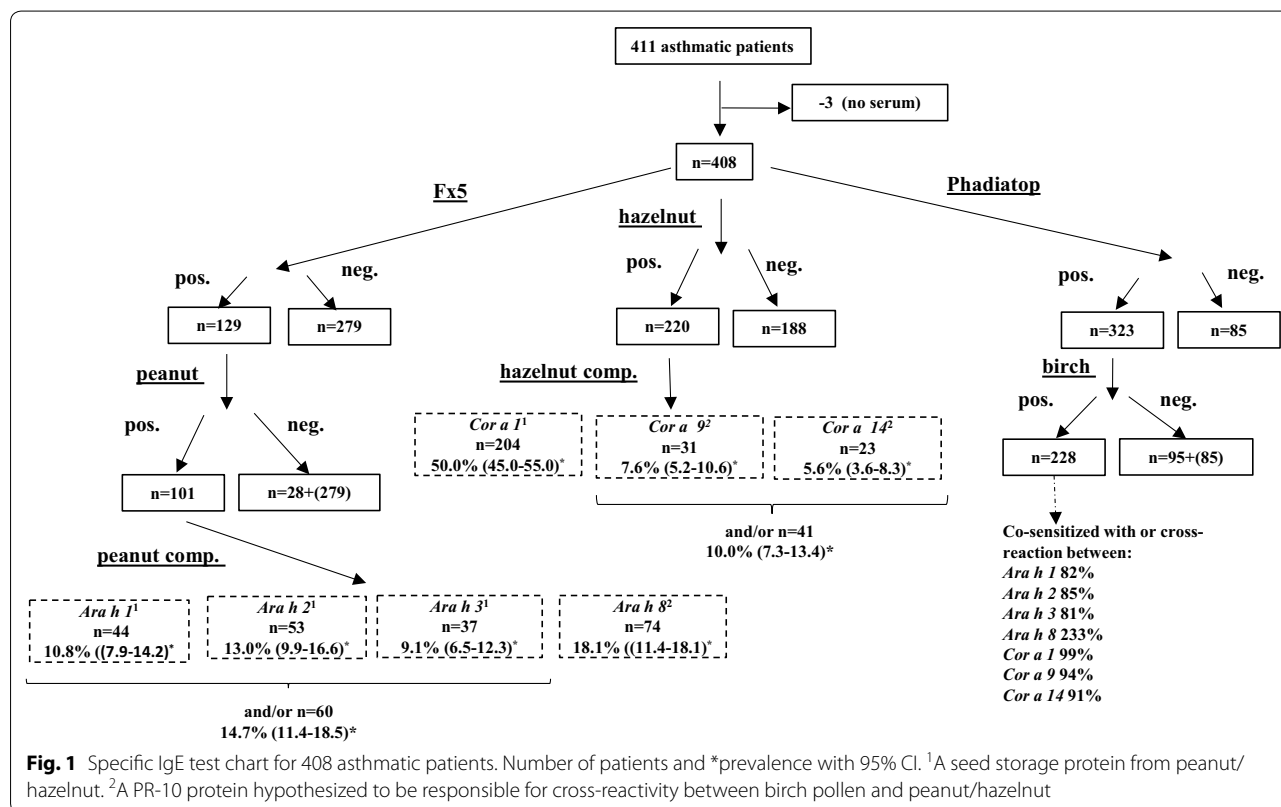 411 asthmatic patients
-3 (no serum)
n=408
Fx5
hazelnut
Phadiatop
pos.
neg.
pos.
neg.
pos.
neg.
n=129
n=279
n=220
n=188
n=323
n=85
peanut
hazelnut comp.
birch
pos.
neg.
pos.
neg.
n=101
n=28+(279)
Cor a 1¹
n=204
50.0% (45.0-55.0)*
Cor a 9²
n=31
7.6% (5.2-10.6)*
Cor a 14²
n=23
5.6% (3.6-8.3)*
n=228
n=95+(85)
and/or n=41
10.0% (7.3-13.4)*
peanut comp.
Ara h 1¹
n=44
10.8% ((7.9-14.2)*
Ara h 2¹
n=53
13.0% (9.9-16.6)*
Ara h 3¹
n=37
9.1% (6.5-12.3)*
Ara h 8²
n=74
18.1% ((11.4-18.1)*
and/or n=60
14.7% (11.4-18.5)*
Co-sensitized with or cross-
reaction between:
Ara h 1 82%
Ara h 2 85%
Ara h 3 81%
Ara h 8 233%
Cor a 1 99%
Cor a 9 94%
Cor a 14 91%
Fig. 1 Specific IgE test chart for 408 asthmatic patients. Number of patients and *prevalence with 95% CI. ¹A seed storage protein from peanut/
hazelnut. ²A PR-10 protein hypothesized to be responsible for cross-reactivity between birch pollen and peanut/hazelnut